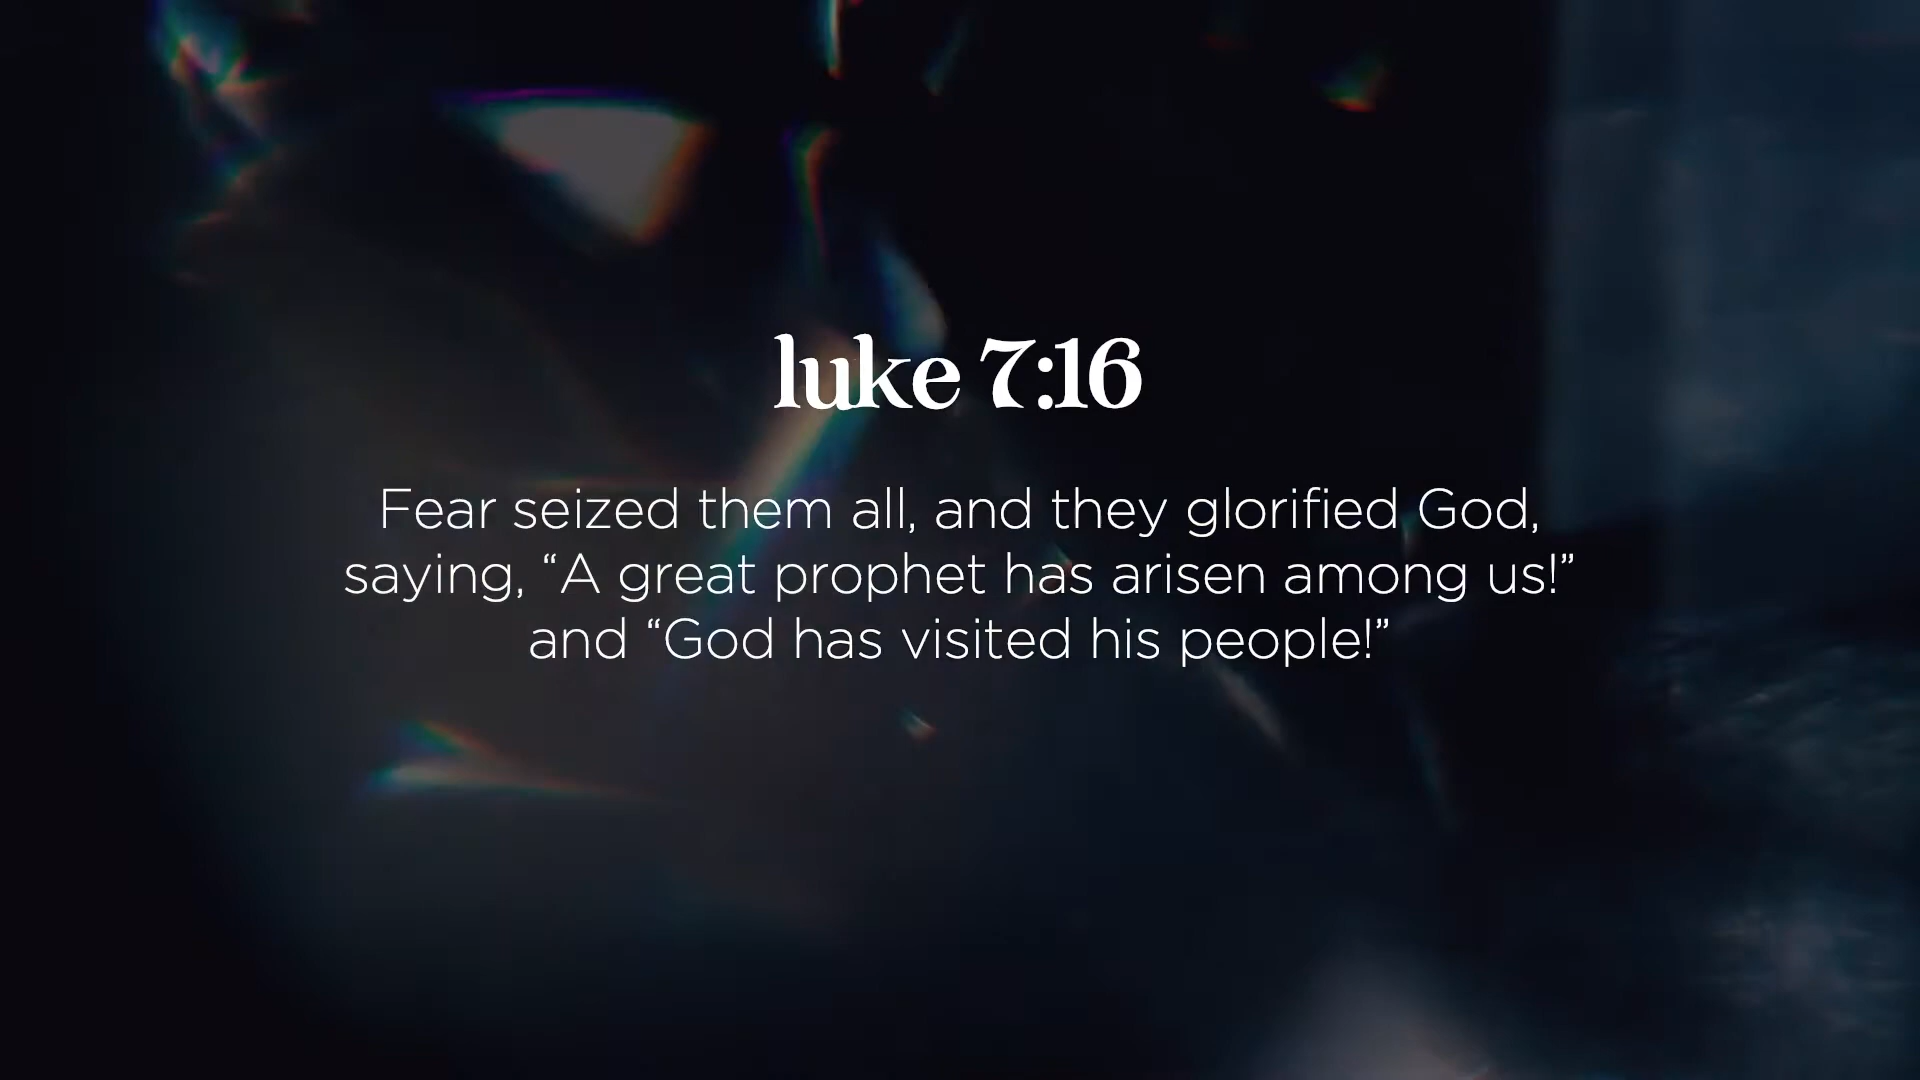 luke 7:16
Fear seized them all, and they glorified God,
saying, “A great prophet has arisen among us!”
and “God has visited his people!”